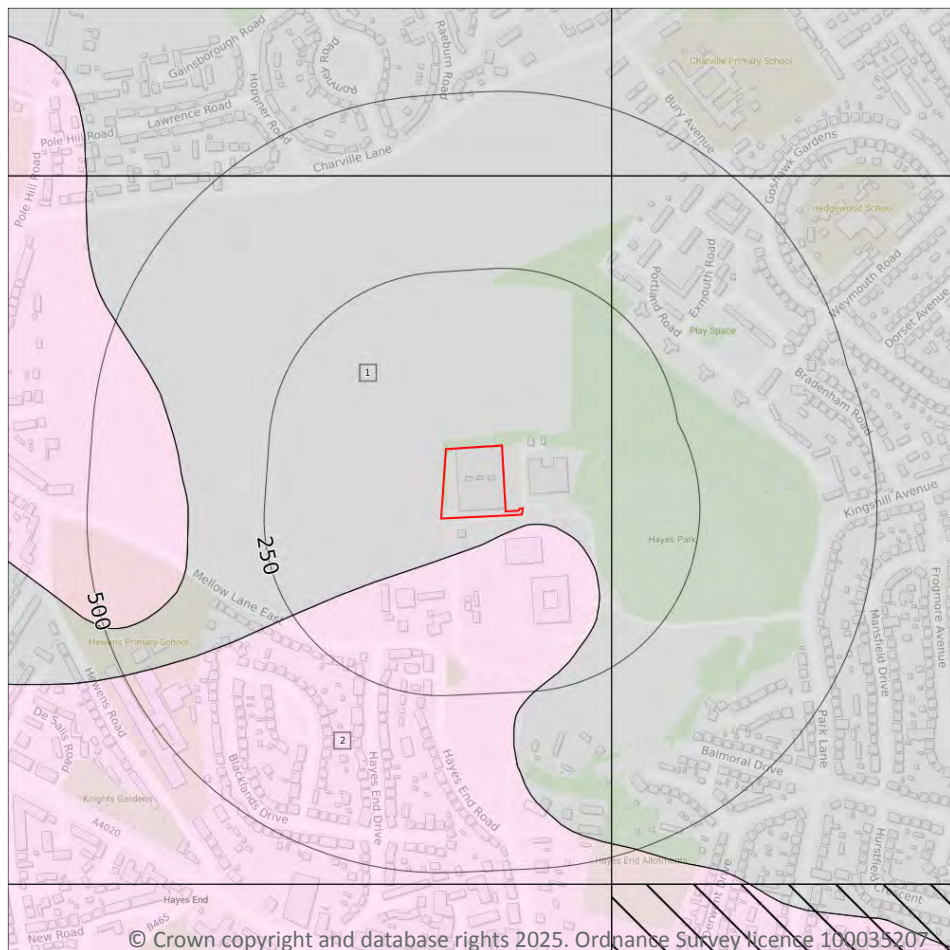 Gainsborough Road
Romney Road
Raeburn Road
Charville Primary School
Hoppner Road
Lawrence Road
Bury Avenue
Pole Hill Road
Charville Lane
Goshawk Gardens
Pole Hill Road
Hedgewood School
Portland Road
Exmouth Road
Weymouth Road
Dorset Avenue
Play Space
1
Bradenham Road
Kingshill Avenue
250
Hayes Park
Mellow Lane East
500
Frogmore Avenue
Mansfield Drive
Hewens Primary School
Hewens Road
De Salis Road
2
Park Lane
Balmoral Drive
Blacklands Drive
Hayes End Drive
Hayes End Road
Knights Gardens
A4020
Hayes End Allotments
Hayes End
New Road
B465
© Crown copyright and database rights 2025. Ordnance Survey licence 100035207